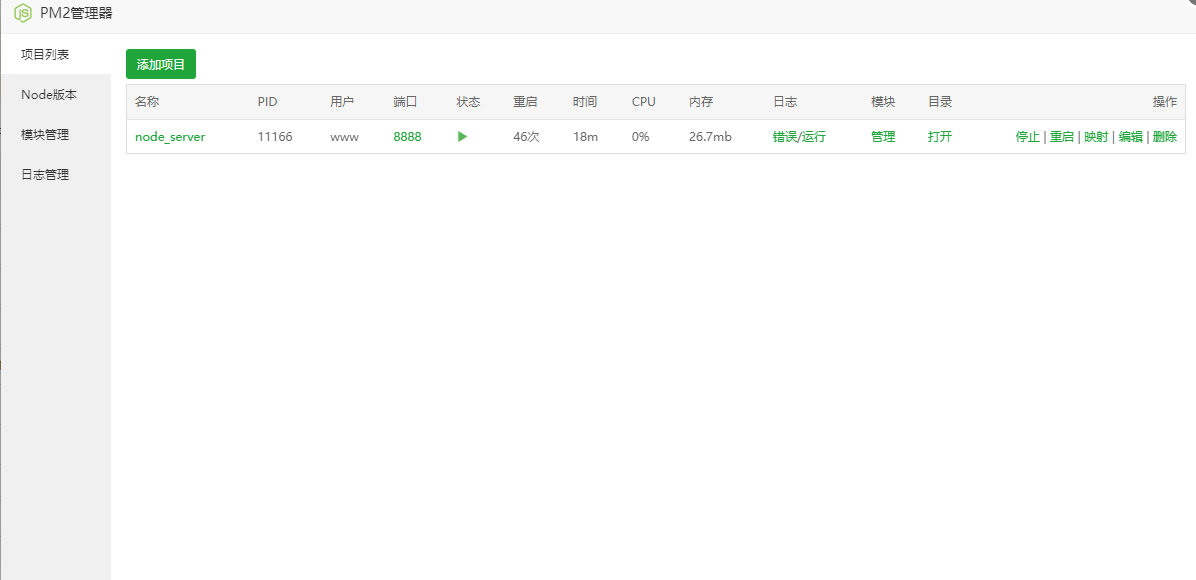 PM2管理器
项目列表
Node版本
模块管理
日志管理
添加项目
名称 PID 用户 端口 状态 重启 时间 CPU 内存 日志 模块 目录 操作
node_server 11166 www 8888 46次 18m 0% 26.7mb 错误/运行 管理 打开 停止 | 重启 | 映射 | 编辑 | 删除